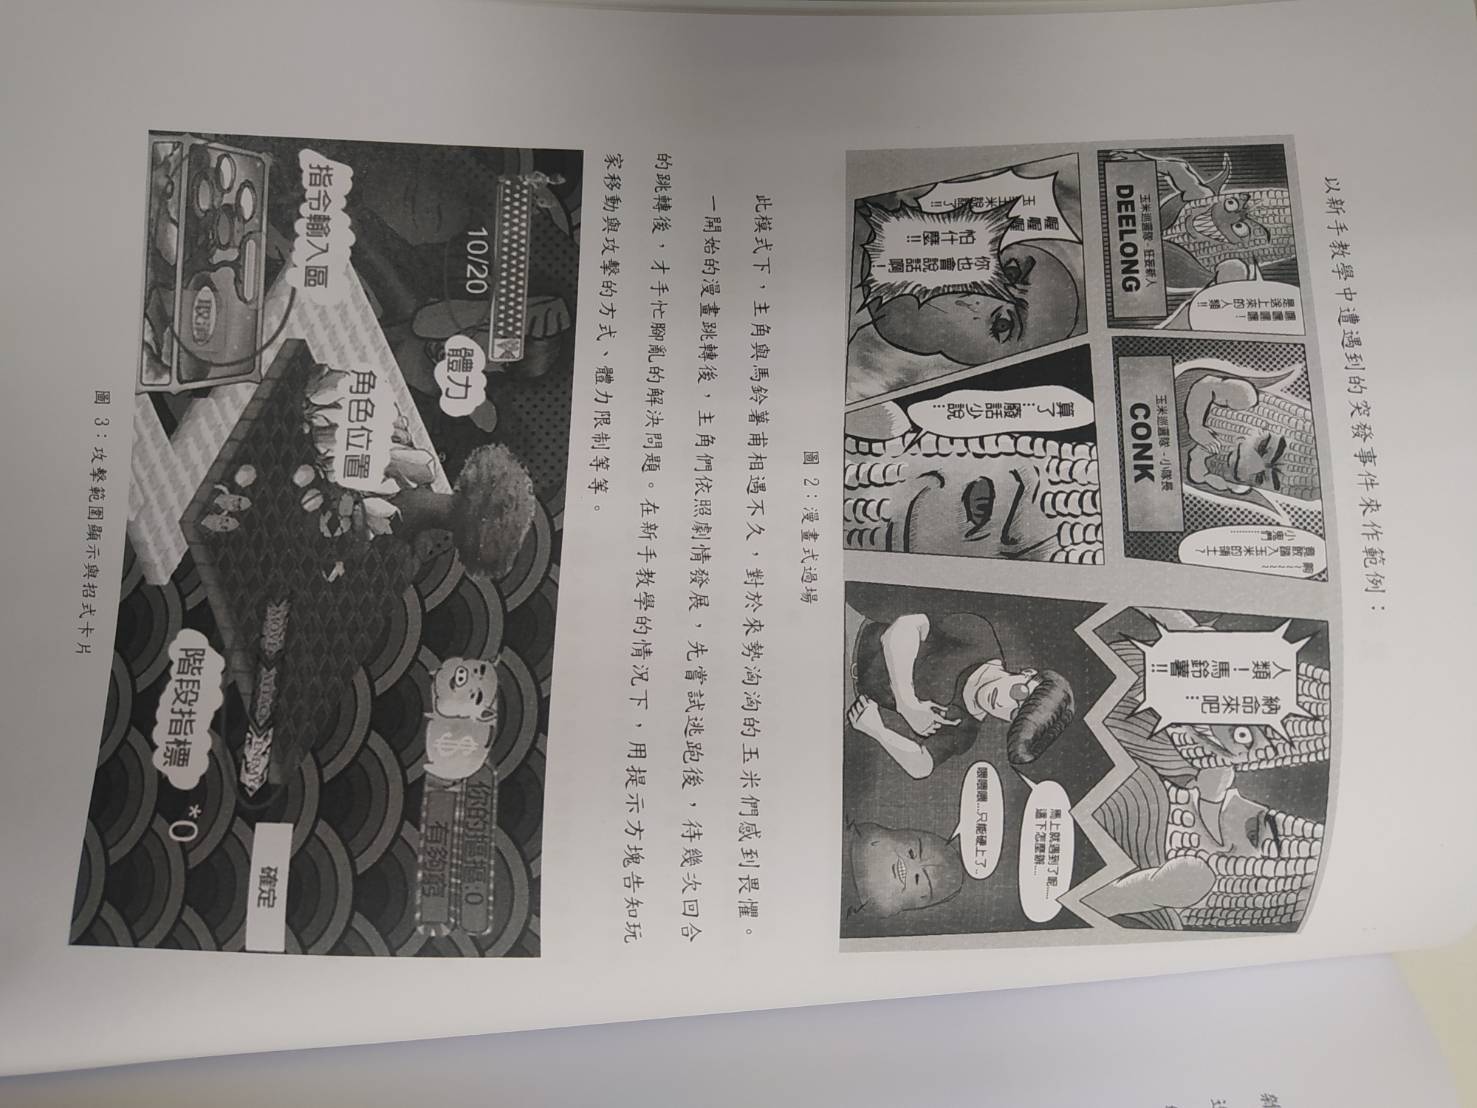 以新手教學中遭遇到的突發事件來作範例：
嘿嘿嘿嘿！
是送上來的人類!!
玉米巡邏隊 - 狂妄新人
DEELONG
竟敢踏入玉米的領土?
小鬼們………
玉米巡邏隊 - 小隊長
CONK
納命來吧…
人類！馬鈴薯!!
喔喔喔
你也會說話啊！
怕什麼!!
算了…廢話少說…
馬上就遇到了呢….
這下怎麼辦….
喂喂喂…只能硬上了..
圖 2：漫畫式過場
此模式下，主角與馬鈴薯甫相遇不久，對於來勢洶洶的玉米們感到畏懼。
一開始的漫畫跳轉後，主角們依照劇情發展，先嘗試逃跑後，待幾次回合
的跳轉後，才手忙腳亂的解決問題。在新手教學的情況下，用提示方塊告知玩
家移動與攻擊的方式、體力限制等等。
10/20
體力
你的摳摳:0
有夠窮
角色位置
指令輸入區
MOVE
ATTACK
ENEMY
確定
取消
階段指標
*0
圖 3：攻擊範圍顯示與招式卡片